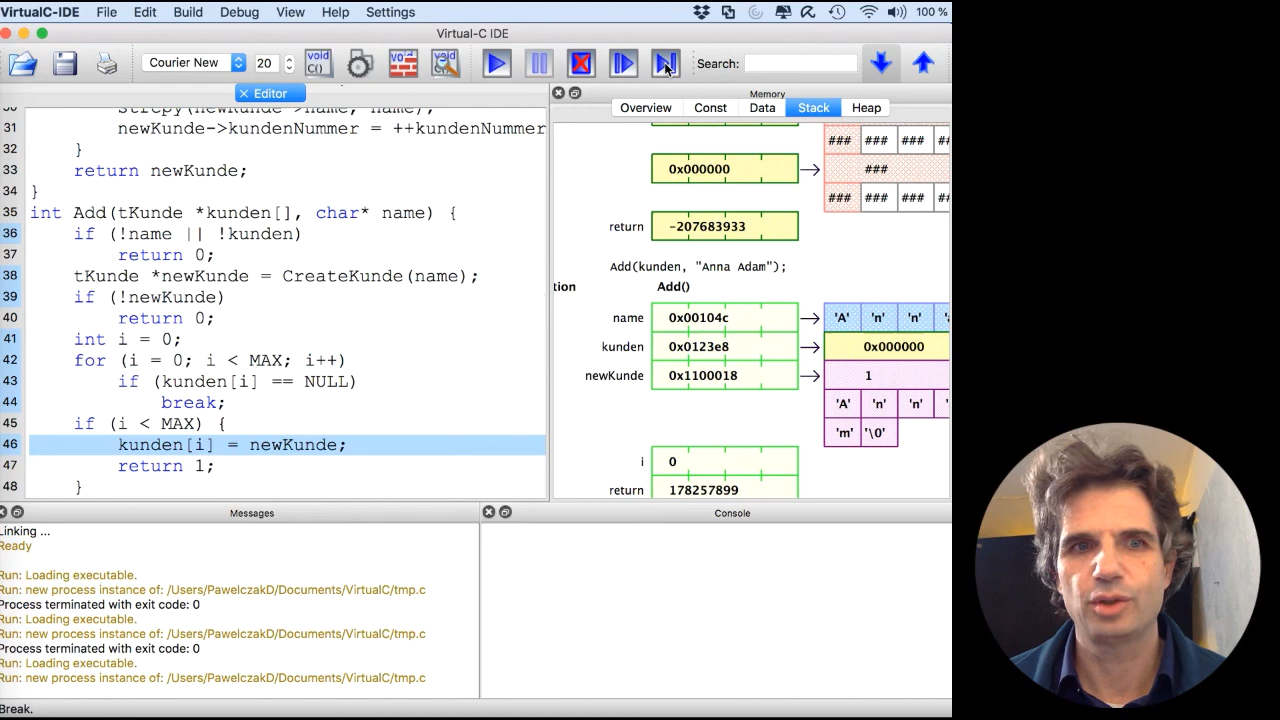 VirtualC IDE File Edit Build Debug View Help Settings 100 %
Virtual-C IDE
Courier New 20 void C() Search:
Editor
Memory
Overview Const Data Stack Heap
30 strcpy(newKunde->name, name);
31 newKunde->kundenNummer = ++kundenNummer
32 }
33 return newKunde;
34 }
35 int Add(tKunde *kunden[], char* name) {
36 if (!name || !kunden)
37 return 0;
38 tKunde *newKunde = CreateKunde(name);
39 if (!newKunde)
40 return 0;
41 int i = 0;
42 for (i = 0; i < MAX; i++)
43 if (kunden[i] == NULL)
44 break;
45 if (i < MAX) {
46 kunden[i] = newKunde;
47 return 1;
48 }
### ### ###
0x000000 ###
### ### ###
return -207683933
Add(kunden, "Anna Adam");
tion Add()
name 0x00104c 'A' 'n' 'n'
kunden 0x0123e8 0x000000
newKunde 0x1100018 1
'A' 'n' 'n'
'm' '\0'
i 0
return 178257899
Messages
Linking ...
Ready
Run: Loading executable.
Run: new process instance of: /Users/PawelczakD/Documents/VirtualC/tmp.c
Process terminated with exit code: 0
Run: Loading executable.
Run: new process instance of: /Users/PawelczakD/Documents/VirtualC/tmp.c
Process terminated with exit code: 0
Run: Loading executable.
Run: new process instance of: /Users/PawelczakD/Documents/VirtualC/tmp.c
Console
Break.